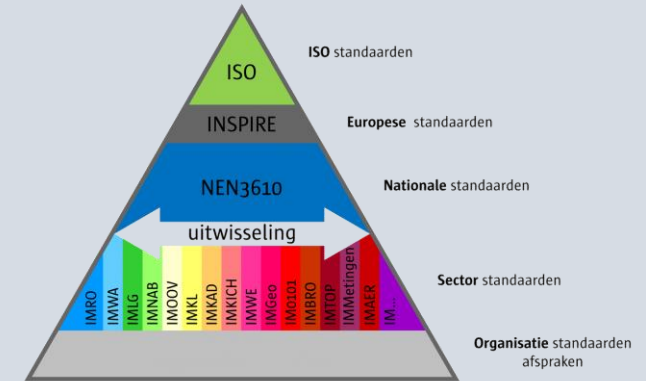 ISO
ISO standaarden
INSPIRE
Europese standaarden
NEN3610
Nationale standaarden
uitwisseling
IMRO
IMWA
IMLG
IMNAB
IMOOV
IMKL
IMKAD
IMKICH
IMWE
IMGeo
IM0101
IMBRO
IMTOP
IMMetingen
IMAER
IM...
Sector standaarden
Organisatie standaarden
afspraken